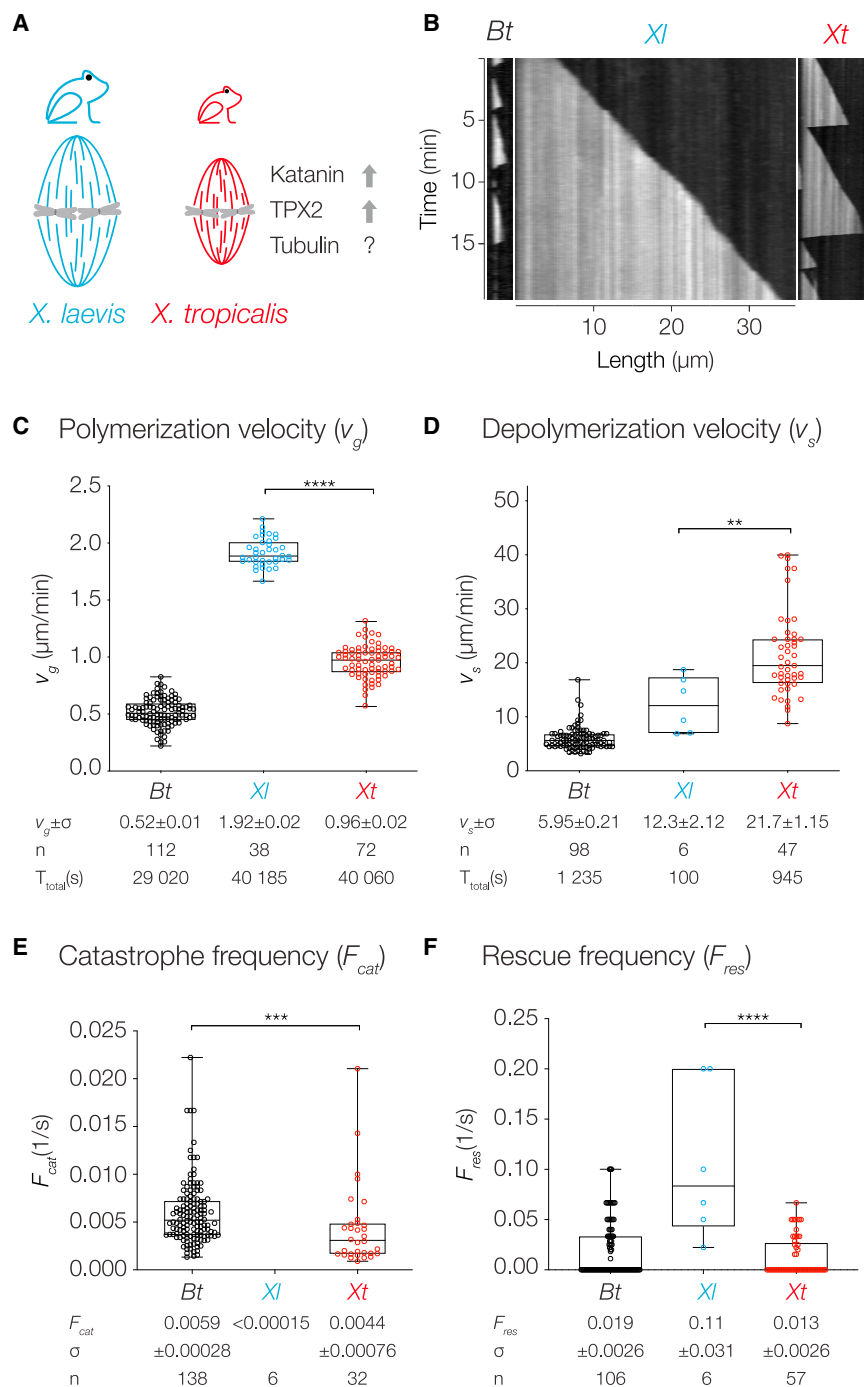 A
Katanin
TPX2
Tubulin ?
X. laevis X. tropicalis
B
Bt Xl Xt
Time (min)
5
10
15
10 20 30
Length (µm)
C Polymerization velocity (vg)
vg (µm/min)
2.5
2.0
1.5
1.0
0.5
0.0
****
Bt Xl Xt
vg±σ 0.52±0.01 1.92±0.02 0.96±0.02
n 112 38 72
Ttotal(s) 29 020 40 185 40 060
D Depolymerization velocity (vs)
vs (µm/min)
50
40
30
20
10
0
**
Bt Xl Xt
vs±σ 5.95±0.21 12.3±2.12 21.7±1.15
n 98 6 47
Ttotal(s) 1 235 100 945
E Catastrophe frequency (Fcat)
Fcat(1/s)
0.025
0.020
0.015
0.010
0.005
0.000
***
Bt Xl Xt
Fcat 0.0059 <0.00015 0.0044
σ ±0.00028 ±0.00076
n 138 6 32
F Rescue frequency (Fres)
Fres(1/s)
0.25
0.20
0.15
0.10
0.05
0.00
****
Bt Xl Xt
Fres 0.019 0.11 0.013
σ ±0.0026 ±0.031 ±0.0026
n 106 6 57